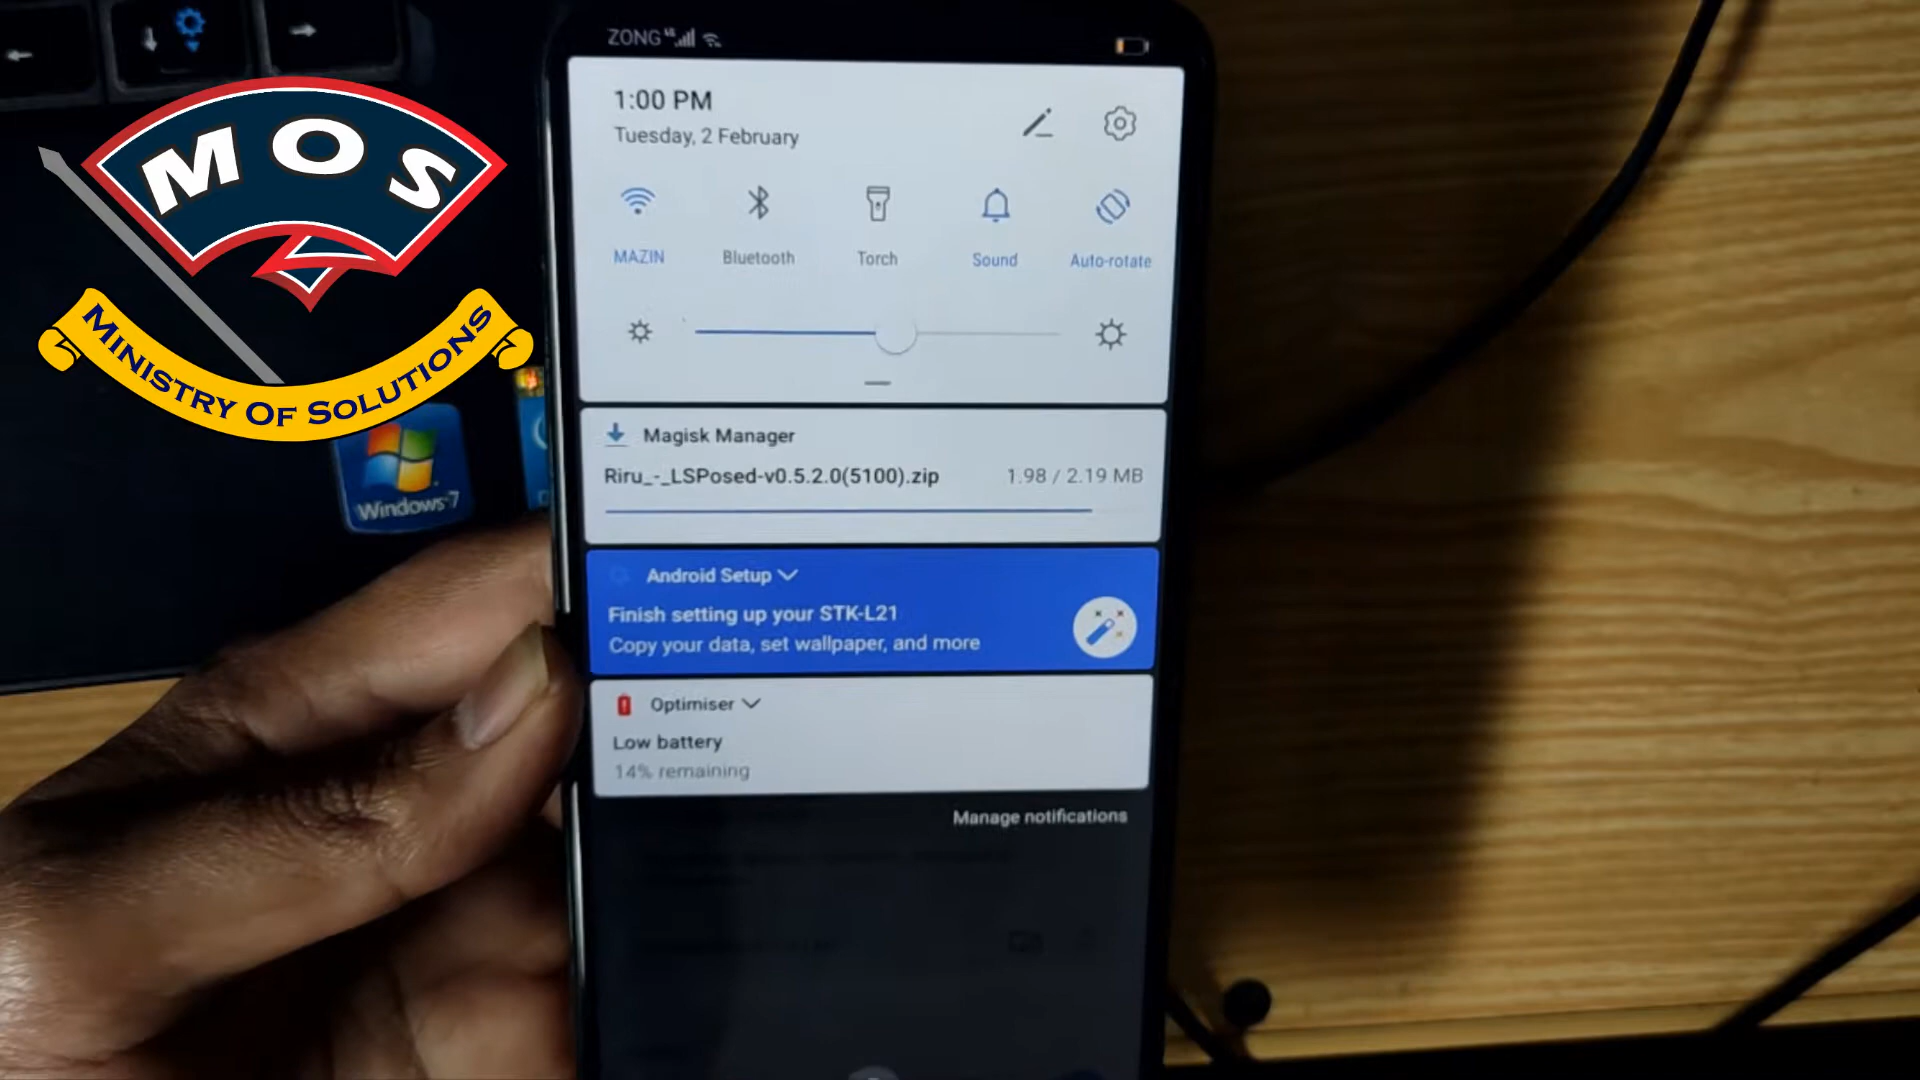 MOS
MINISTRY OF SOLUTIONS
Windows 7
ZONG
1:00 PM
Tuesday, 2 February
MAZIN
Bluetooth
Torch
Sound
Auto-rotate
Magisk Manager
Riru_-_LSPosed-v0.5.2.0(5100).zip 1.98 / 2.19 MB
Android Setup
Finish setting up your STK-L21
Copy your data, set wallpaper, and more
Optimiser
Low battery
14% remaining
Manage notifications